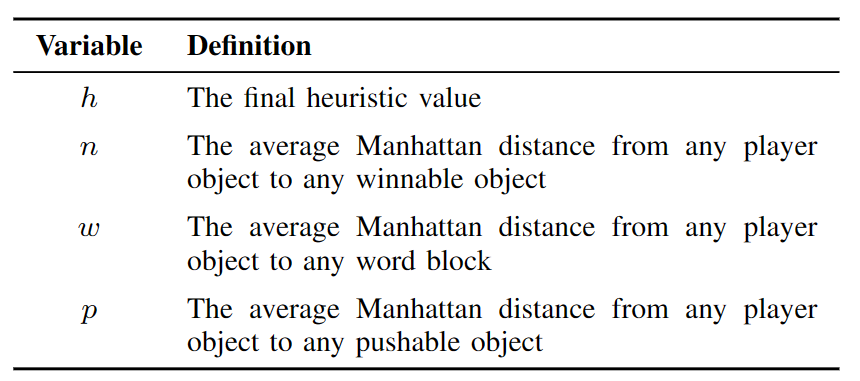 Variable Definition
h The final heuristic value
n The average Manhattan distance from any player
object to any winnable object
w The average Manhattan distance from any player
object to any word block
p The average Manhattan distance from any player
object to any pushable object